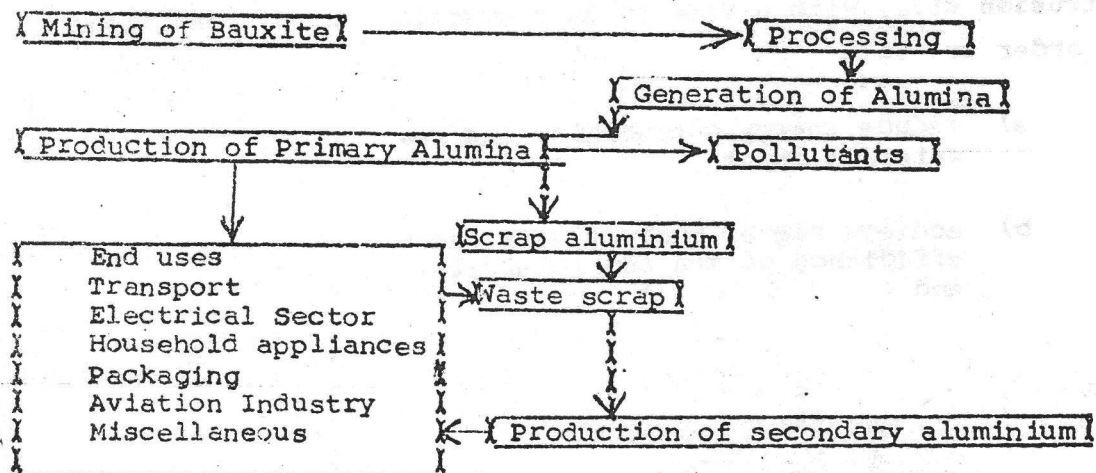 Mining of Bauxite
Processing
Generation of Alumina
Production of Primary Alumina
Pollutants
Scrap aluminium
End uses
Transport
Waste scrap
Electrical Sector
Household appliances
Packaging
Aviation Industry
Miscellaneous
Production of secondary aluminium